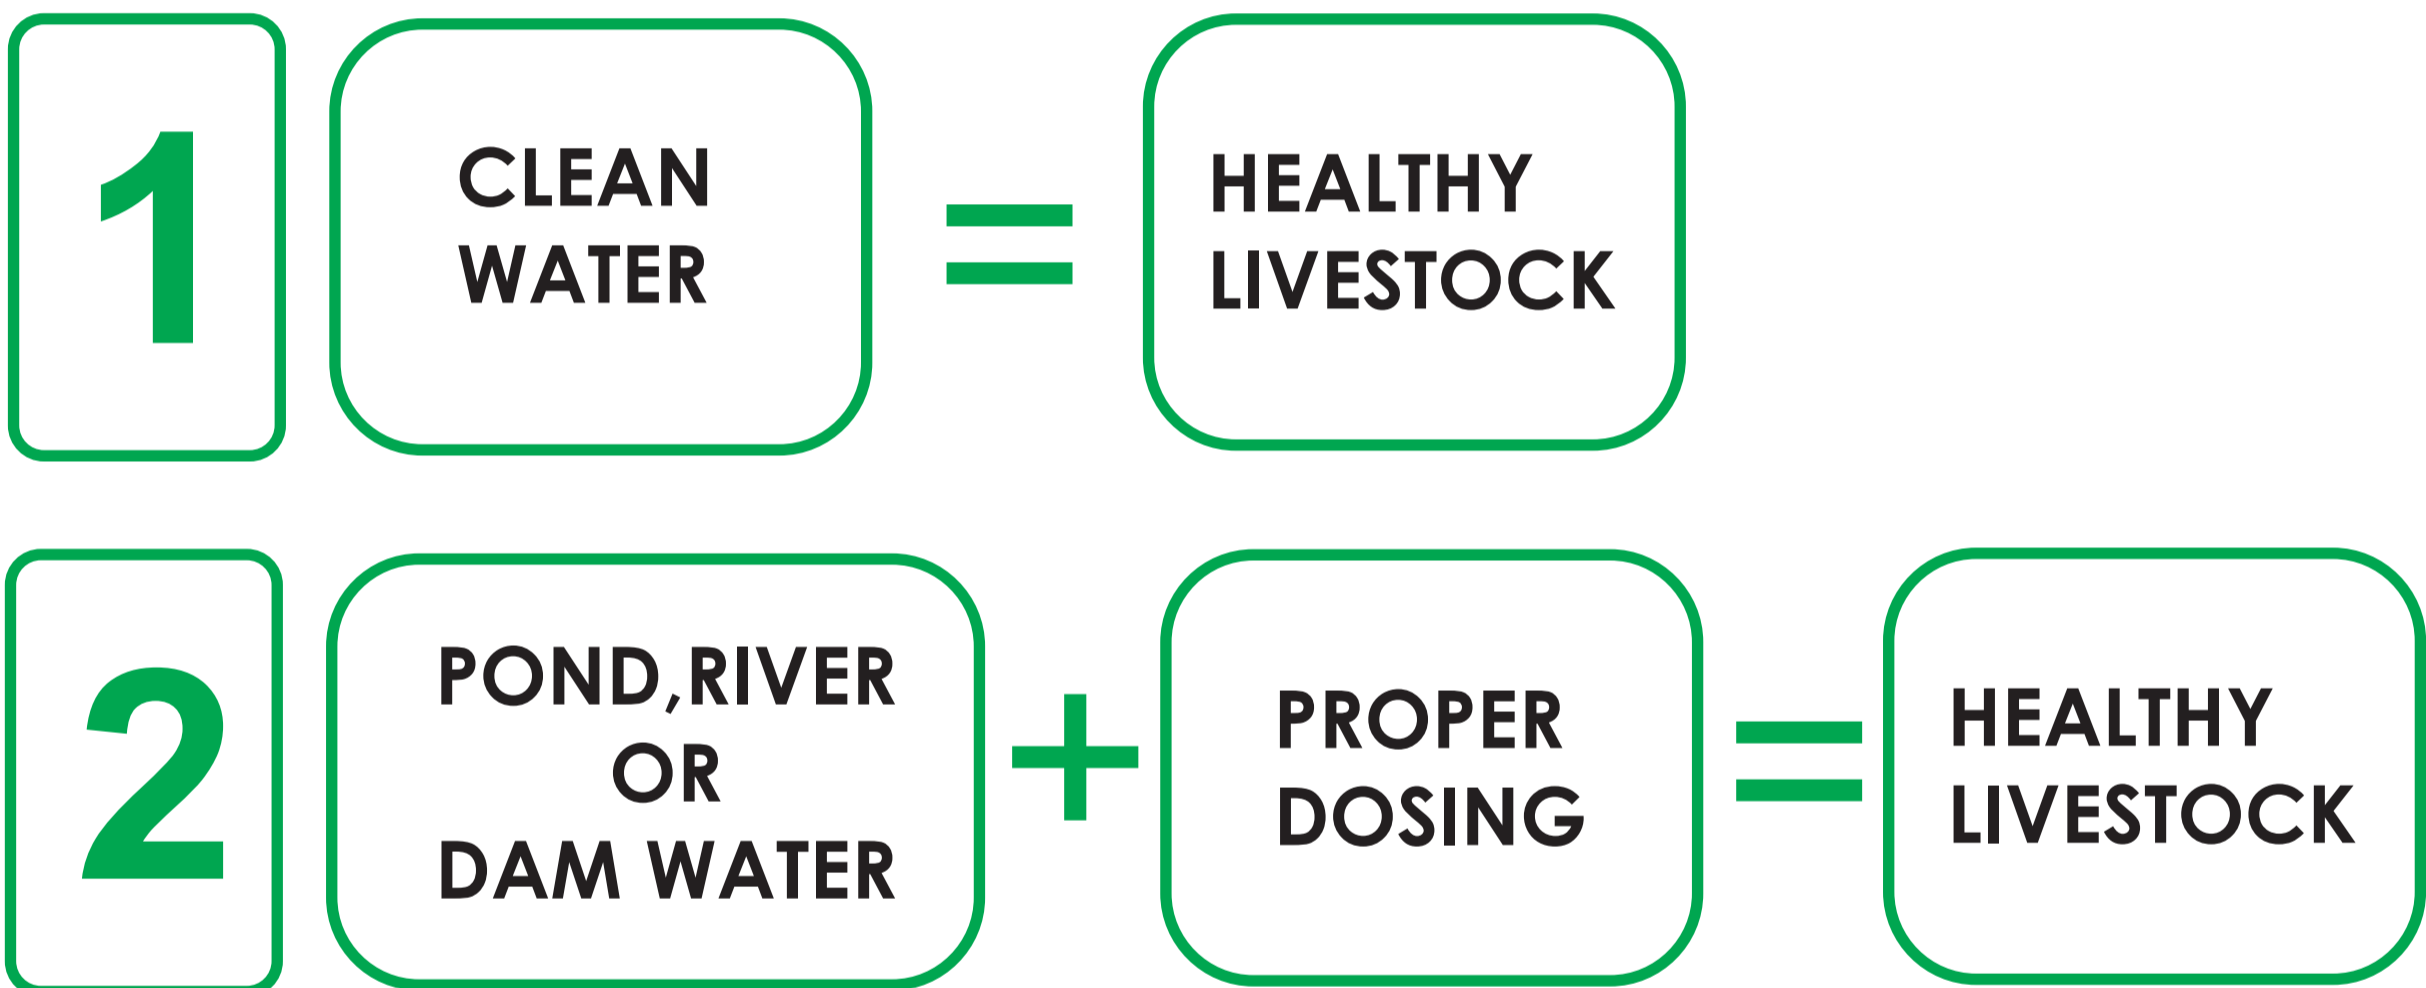 1
CLEAN
WATER
=
HEALTHY
LIVESTOCK
2
POND,RIVER
OR
DAM WATER
+
PROPER
DOSING
=
HEALTHY
LIVESTOCK